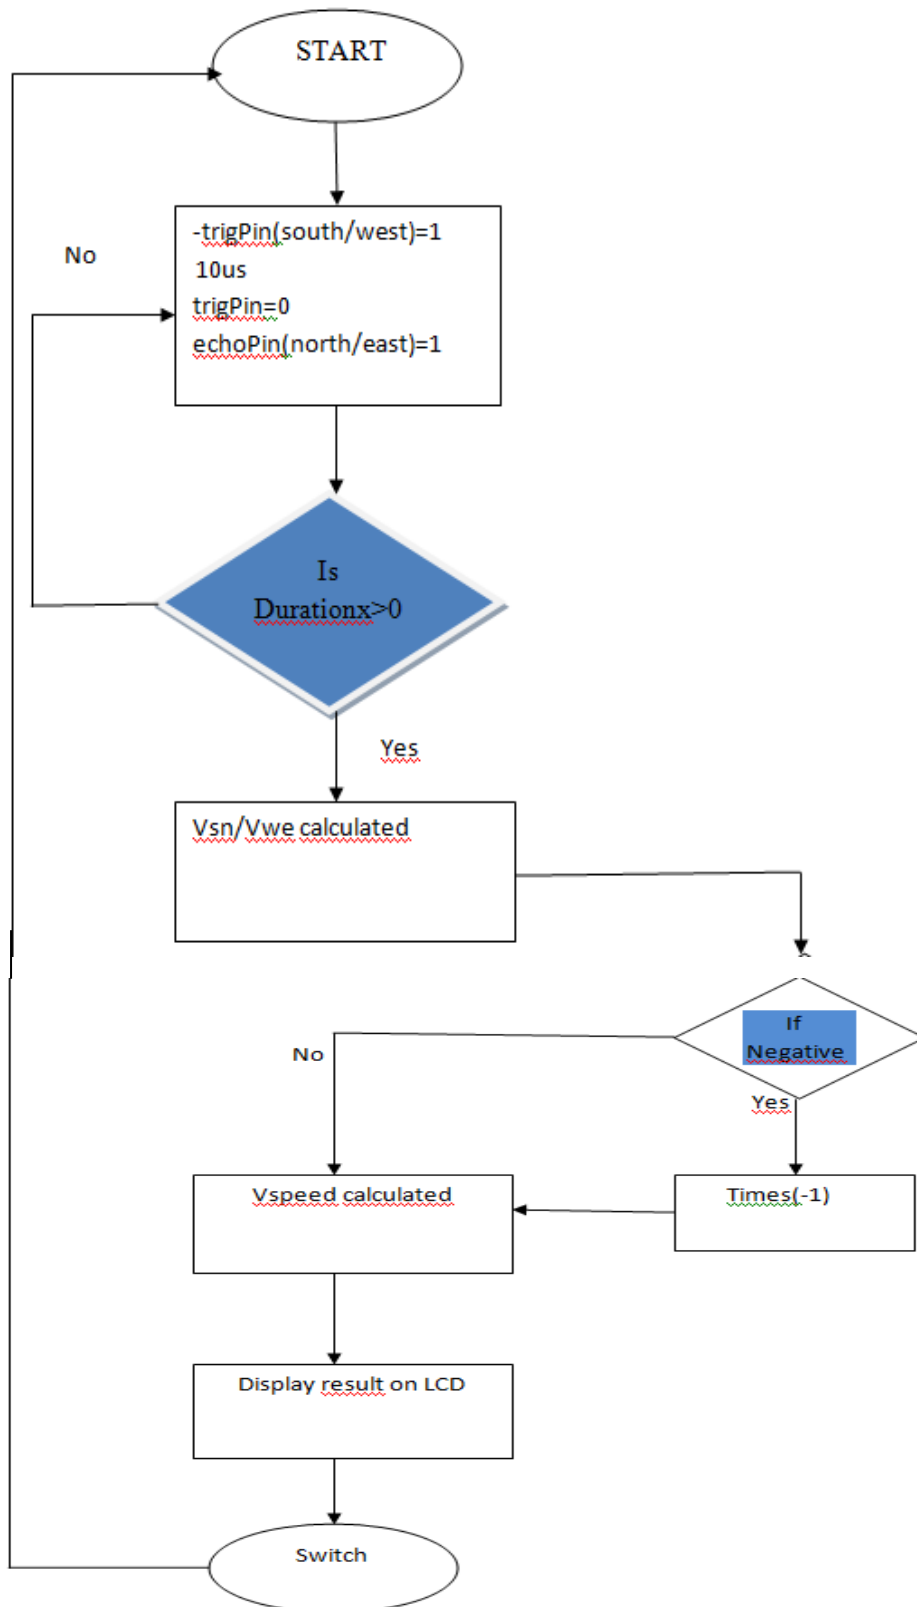 START
No
-trigPin(south/west)=1
10us
trigPin=0
echoPin(north/east)=1
Is
Durationx>0
Yes
Vsn/Vwe calculated
If
Negative
No
Yes
Vspeed calculated
Times(-1)
Display result on LCD
Switch